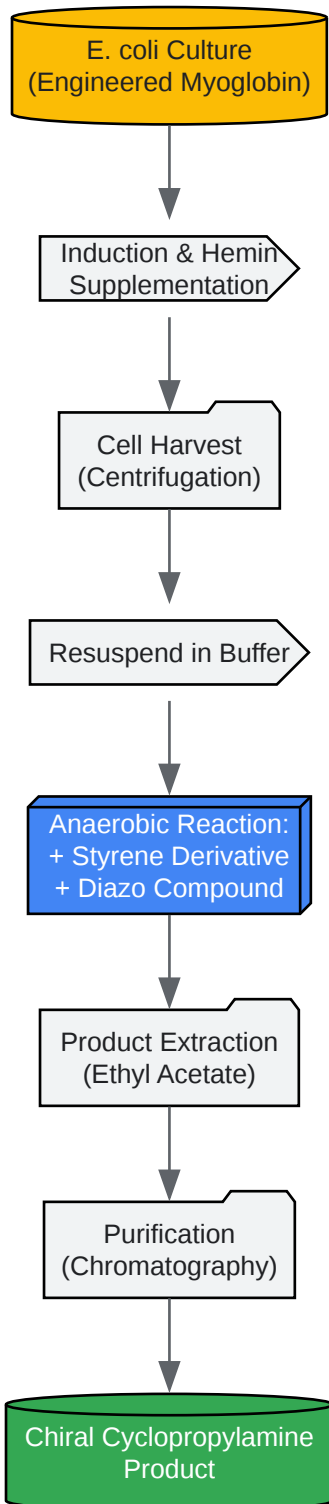 E. coli Culture
(Engineered Myoglobin)
Induction & Hemin
Supplementation
Cell Harvest
(Centrifugation)
Resuspend in Buffer
Anaerobic Reaction:
+ Styrene Derivative
+ Diazo Compound
Product Extraction
(Ethyl Acetate)
Purification
(Chromatography)
Chiral Cyclopropylamine
Product